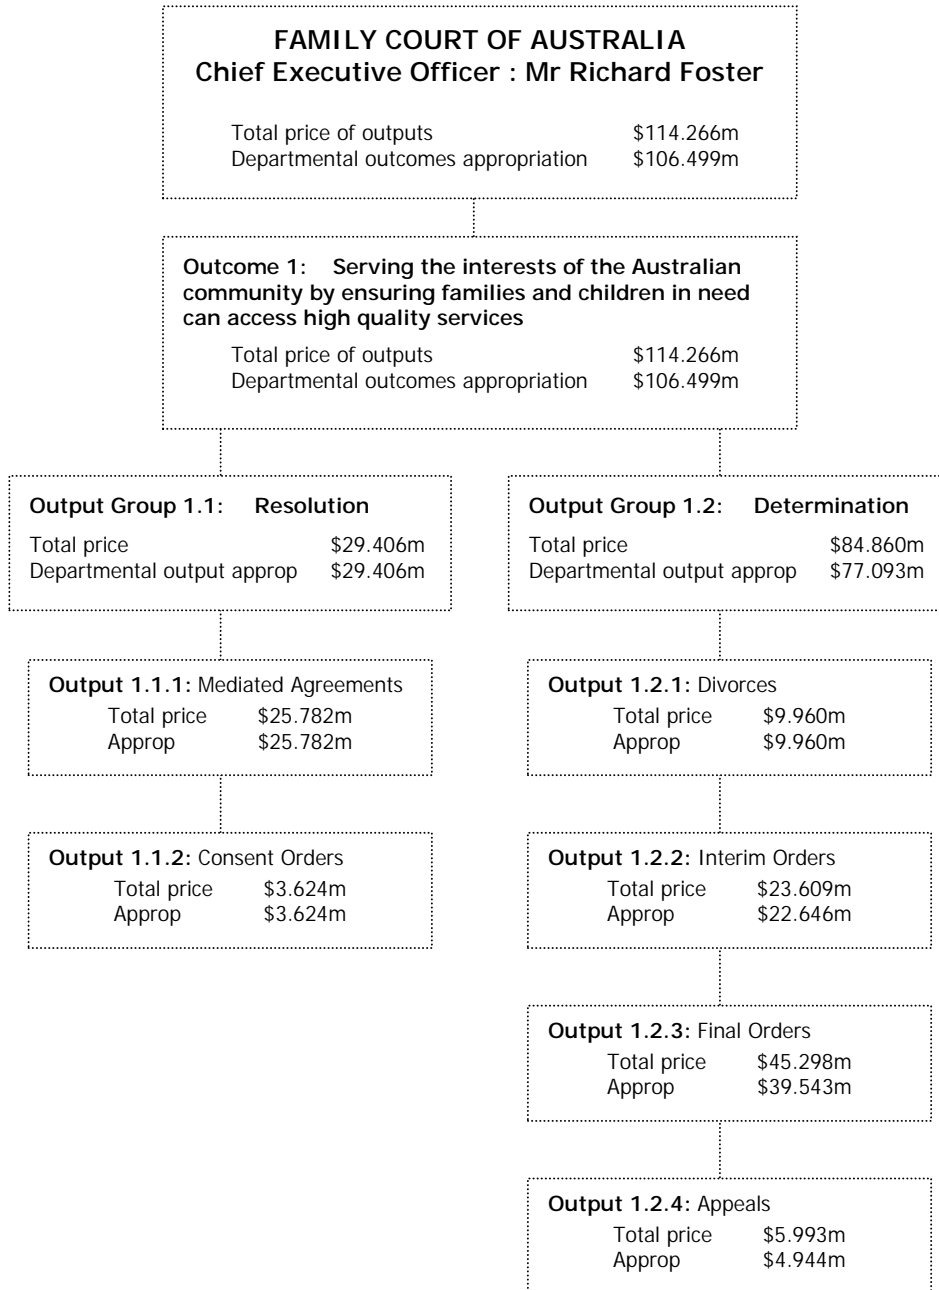 FAMILY COURT OF AUSTRALIA
Chief Executive Officer : Mr Richard Foster
Total price of outputs $114.266m
Departmental outcomes appropriation $106.499m
Outcome 1: Serving the interests of the Australian
community by ensuring families and children in need
can access high quality services
Total price of outputs $114.266m
Departmental outcomes appropriation $106.499m
Output Group 1.1: Resolution
Total price $29.406m
Departmental output approp $29.406m
Output Group 1.2: Determination
Total price $84.860m
Departmental output approp $77.093m
Output 1.1.1: Mediated Agreements
Total price $25.782m
Approp $25.782m
Output 1.2.1: Divorces
Total price $9.960m
Approp $9.960m
Output 1.1.2: Consent Orders
Total price $3.624m
Approp $3.624m
Output 1.2.2: Interim Orders
Total price $23.609m
Approp $22.646m
Output 1.2.3: Final Orders
Total price $45.298m
Approp $39.543m
Output 1.2.4: Appeals
Total price $5.993m
Approp $4.944m